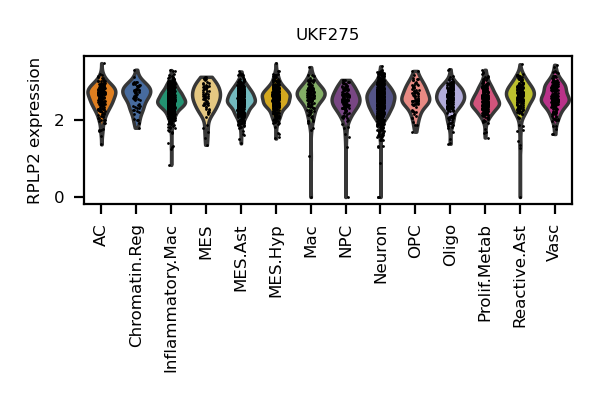 UKF275
RPLP2 expression
2
0
AC
Chromatin.Reg
Inflammatory.Mac
MES
MES.Ast
MES.Hyp
Mac
NPC
Neuron
OPC
Oligo
Prolif.Metab
Reactive.Ast
Vasc